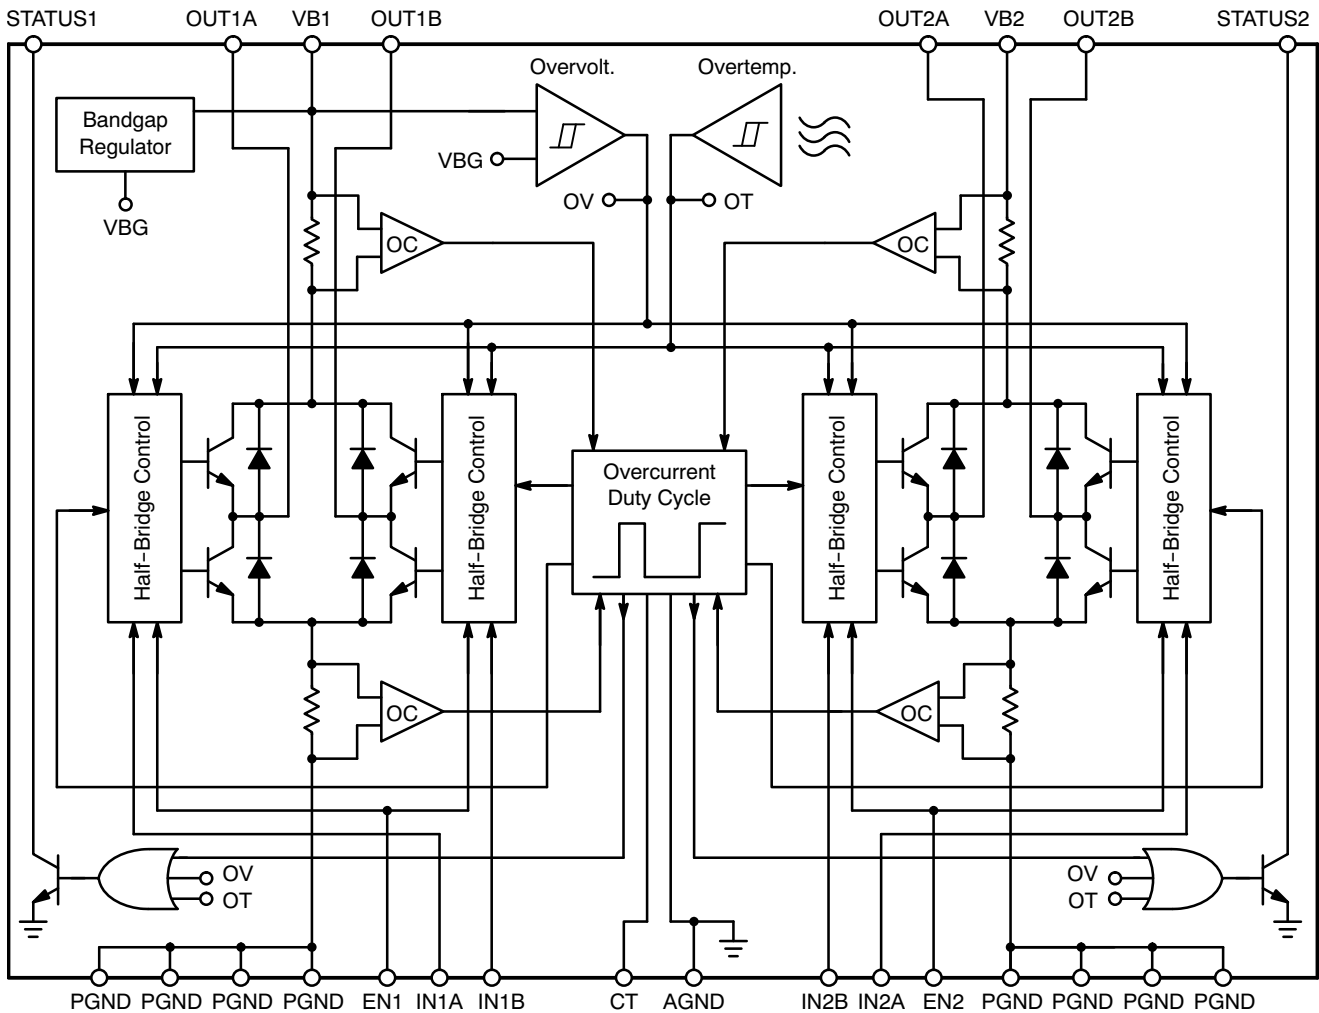 STATUS1 OUT1A VB1 OUT1B OUT2A VB2 OUT2B STATUS2
Overvolt. Overtemp.
Bandgap
Regulator
VBG
VBG
OV OT
OC OC
Half-Bridge Control
Half-Bridge Control
Overcurrent
Duty Cycle
Half-Bridge Control
Half-Bridge Control
OC OC
OV
OT
OV
OT
PGND PGND PGND PGND EN1 IN1A IN1B CT AGND IN2B IN2A EN2 PGND PGND PGND PGND